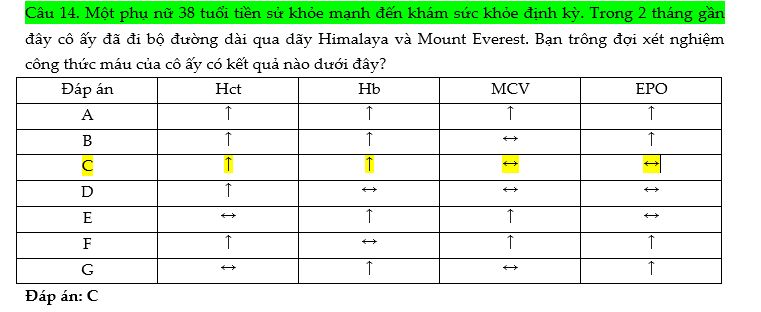 Câu 14. Một phụ nữ 38 tuổi tiền sử khỏe mạnh đến khám sức khỏe định kỳ. Trong 2 tháng gần
đây cô ấy đã đi bộ đường dài qua dãy Himalaya và Mount Everest. Bạn trông đợi xét nghiệm
công thức máu của cô ấy có kết quả nào dưới đây?
Đáp án Hct Hb MCV EPO
A ↑ ↑ ↑ ↑
B ↑ ↑ ↔ ↑
C ↑ ↑ ↔ ↔
D ↑ ↔ ↔ ↔
E ↔ ↑ ↑ ↔
F ↑ ↔ ↑ ↑
G ↔ ↑ ↔ ↑
Đáp án: C